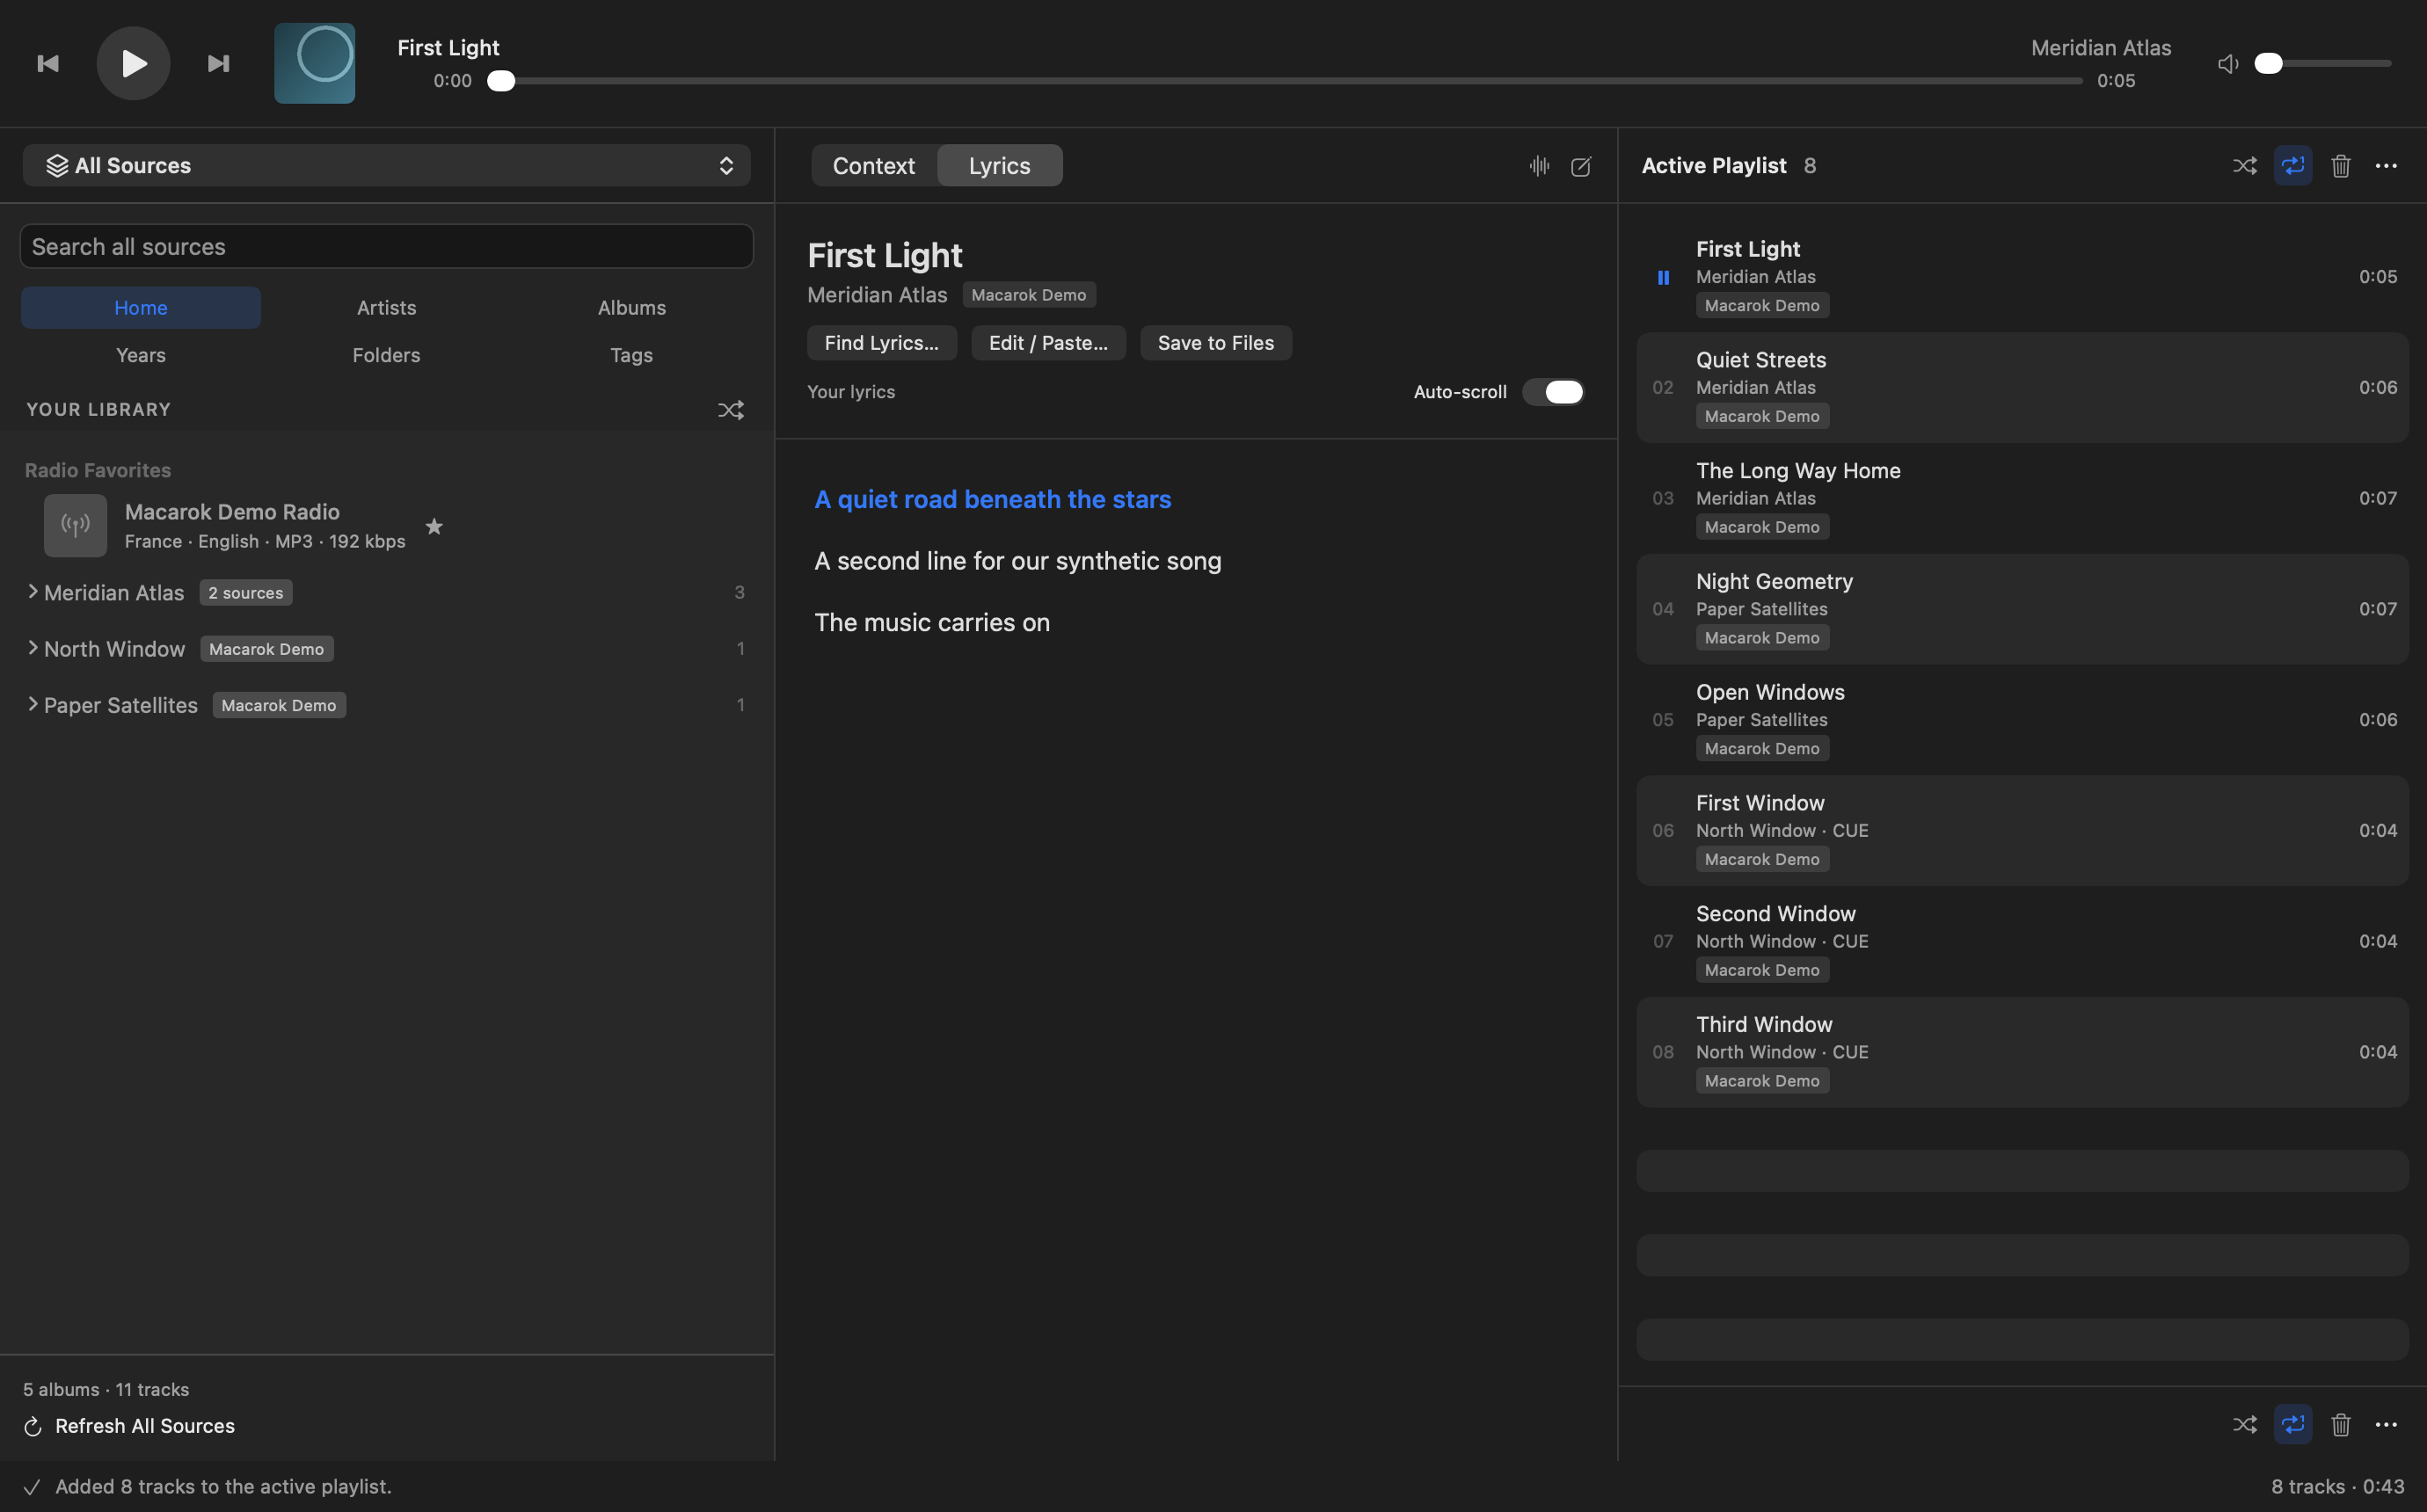 First Light
Meridian Atlas
0:00
0:05
All Sources
Search all sources
Home
Artists
Albums
Years
Folders
Tags
YOUR LIBRARY
Radio Favorites
Macarok Demo Radio
France · English · MP3 · 192 kbps
Meridian Atlas 2 sources 3
North Window Macarok Demo 1
Paper Satellites Macarok Demo 1
5 albums · 11 tracks
Refresh All Sources
Context
Lyrics
First Light
Meridian Atlas Macarok Demo
Find Lyrics...
Edit / Paste...
Save to Files
Your lyrics
Auto-scroll
A quiet road beneath the stars
A second line for our synthetic song
The music carries on
Active Playlist 8
First Light
Meridian Atlas
0:05
Macarok Demo
Quiet Streets
02
Meridian Atlas
0:06
Macarok Demo
The Long Way Home
03
Meridian Atlas
0:07
Macarok Demo
Night Geometry
04
Paper Satellites
0:07
Macarok Demo
Open Windows
05
Paper Satellites
0:06
Macarok Demo
First Window
06
North Window · CUE
0:04
Macarok Demo
Second Window
07
North Window · CUE
0:04
Macarok Demo
Third Window
08
North Window · CUE
0:04
Macarok Demo
Added 8 tracks to the active playlist.
8 tracks · 0:43